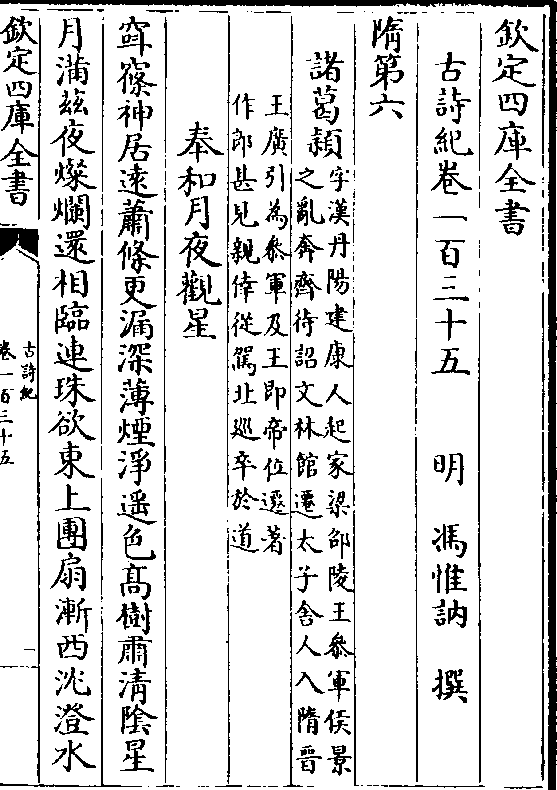 欽定四庫全書
古詩紀卷一百三十五　　明　馮惟訥　撰
隋第六
諸葛潁字漢丹陽建康人起家梁邵陵王參軍侯景
之亂奔齊待詔文林館遷太子舍人入隋晉
王廣引為參軍及王即帝位遷著
作郎甚見親倖從駕北巡卒於道
奉和月夜觀星
窅窱神居遠蕭條更漏深薄煙淨遥色髙樹肅清隂星
月滿兹夜燦爛還相臨連珠欲東上團扇漸西沈澄水
欽定四庫全書
古詩紀
卷一百三十五
一